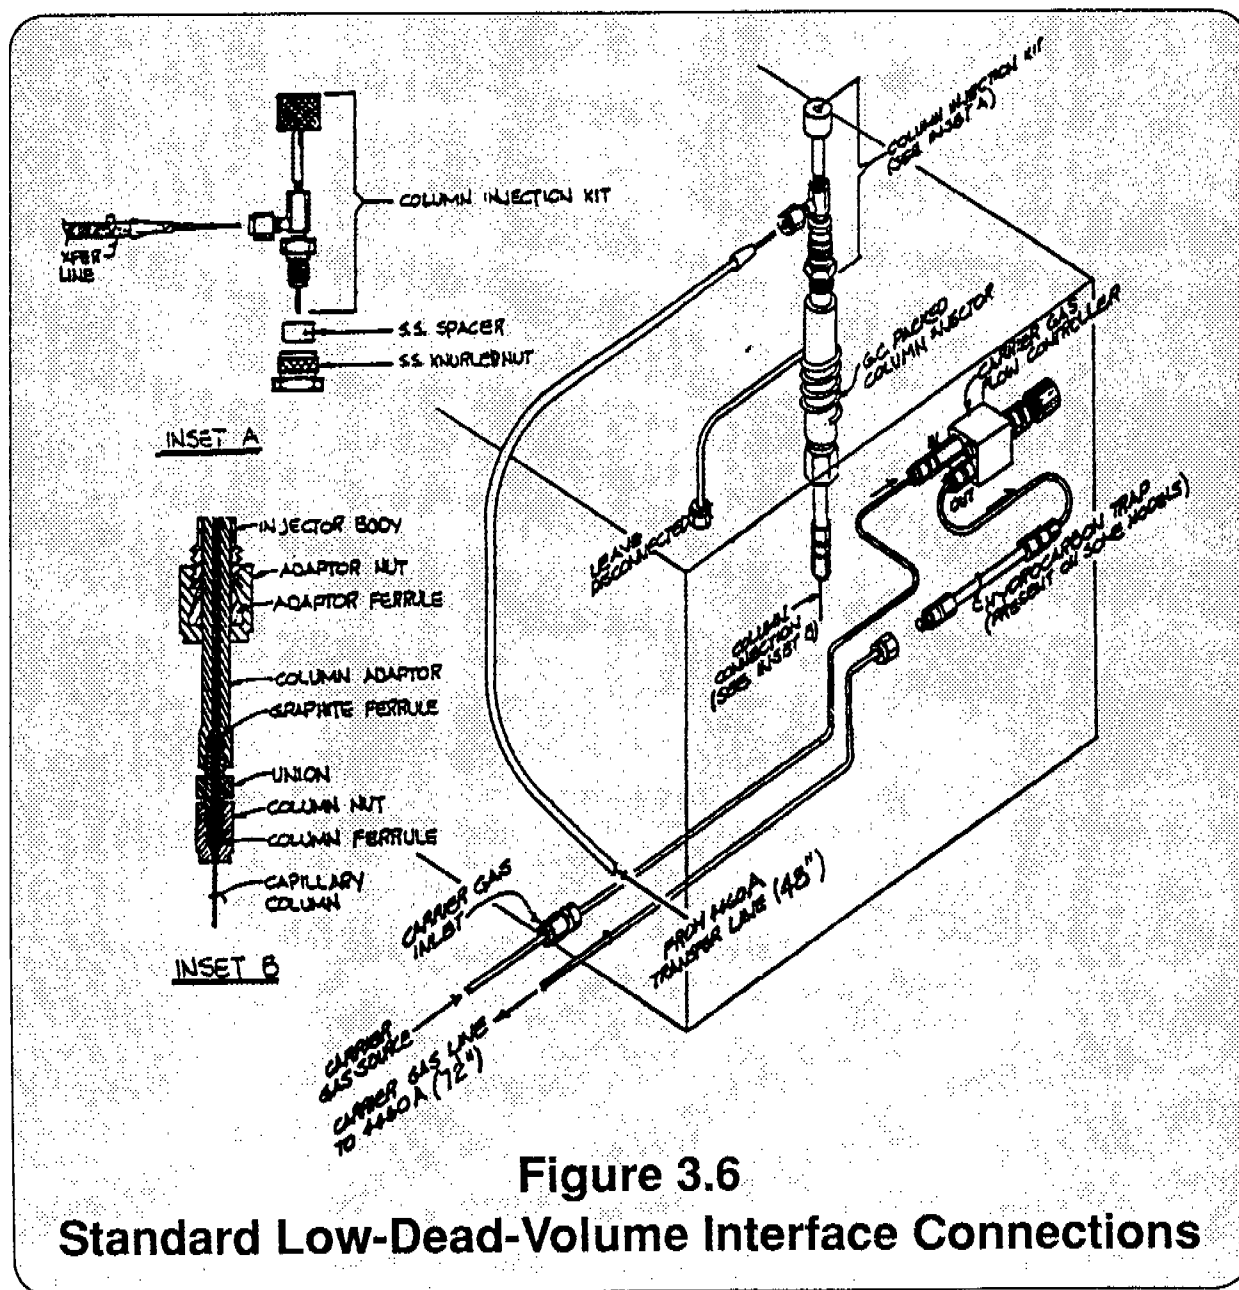 COLUMN INJECTION KIT
XFER
LINE
S.S. SPACER
S.S. KNURLED NUT
INSET A
COLUMN INJECTION KIT
(SEE INSET A)
G.C. PACKED
COLUMN INJECTOR
CARRIER GAS
FLOW CONTROLLER
IN
OUT
LEAVE
DISCONNECTED
HYDROCARBON TRAP
(PRESENT ON SOME MODELS)
COLUMN
CONNECTION
(SEE INSET B)
INJECTOR BODY
ADAPTOR NUT
ADAPTOR FERRULE
COLUMN ADAPTOR
GRAPHITE FERRULE
UNION
COLUMN NUT
COLUMN FERRULE
CAPILLARY
COLUMN
INSET B
CARRIER GAS
INLET
FROM 4460A
TRANSFER LINE (48")
CARRIER
GAS SOURCE
CARRIER GAS LINE
TO 4460A (72")
Figure 3.6
Standard Low-Dead-Volume Interface Connections